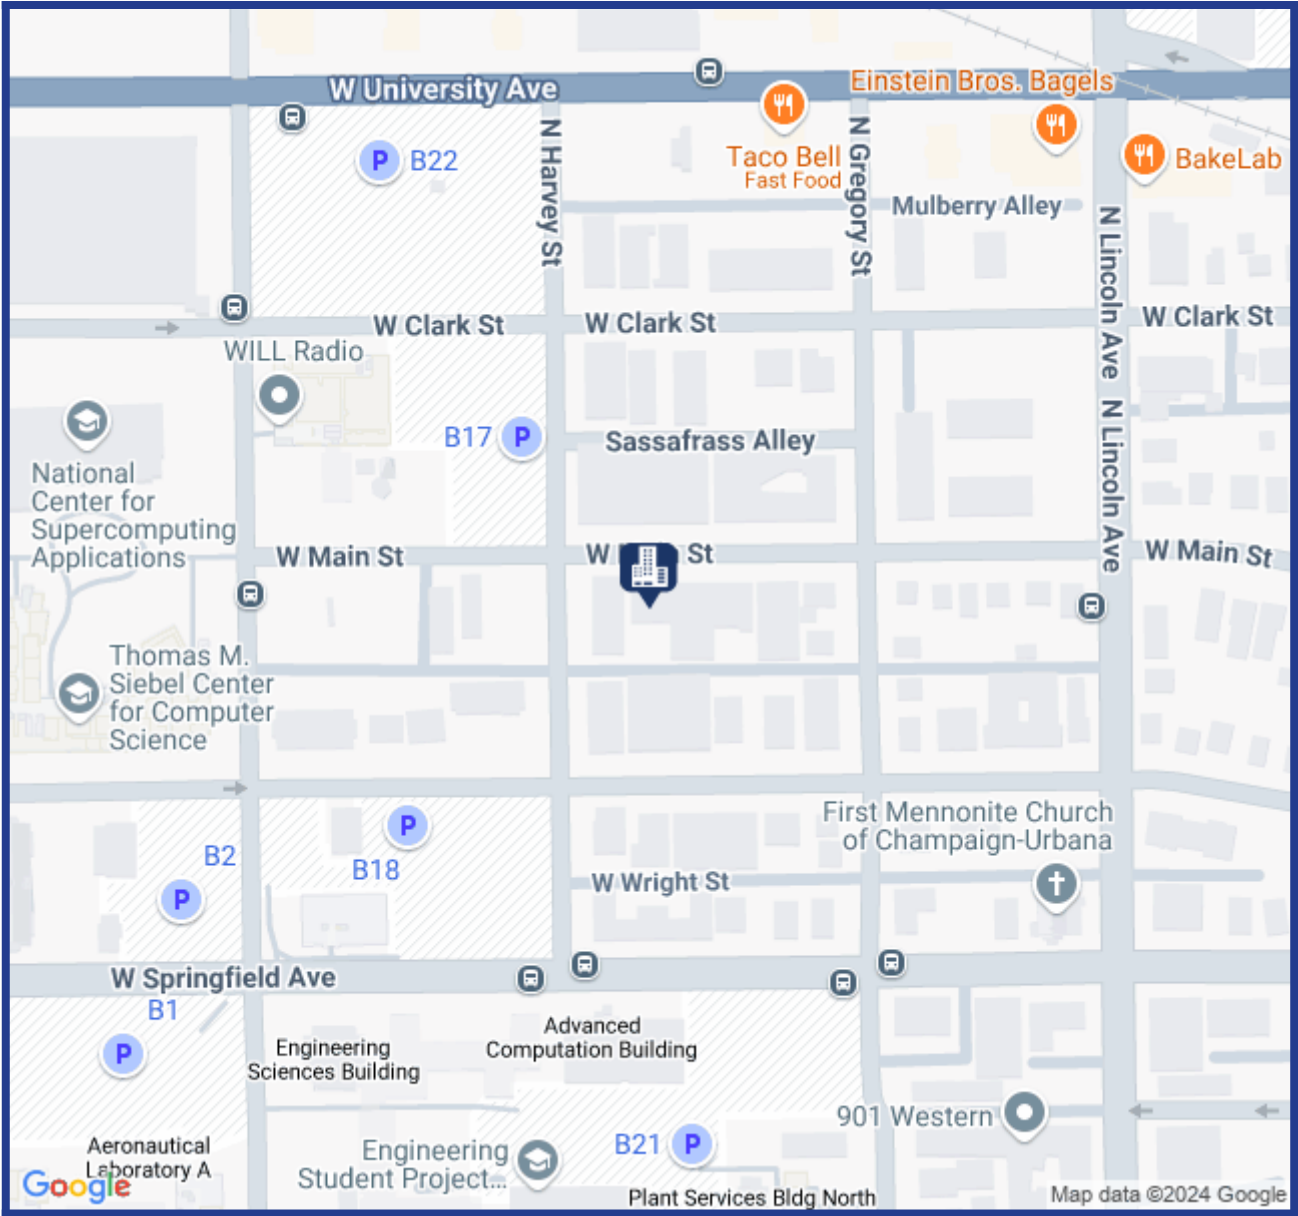 W University Ave
Einstein Bros. Bagels
P B22
N Harvey St
Taco Bell
Fast Food
N Gregory St
BakeLab
Mulberry Alley
N Lincoln Ave
W Clark St
W Clark St
W Clark St
WILL Radio
B17 P
Sassafrass Alley
N Lincoln Ave
National
Center for
Supercomputing
Applications
W Main St
W St
W Main St
Thomas M.
Siebel Center
for Computer
Science
P
B18
B2
P
First Mennonite Church
of Champaign-Urbana
W Wright St
W Springfield Ave
B1
P
Engineering
Sciences Building
Advanced
Computation Building
901 Western
Aeronautical
Laboratory A
Engineering
Student Project...
B21 P
Plant Services Bldg North
Google
Map data ©2024 Google